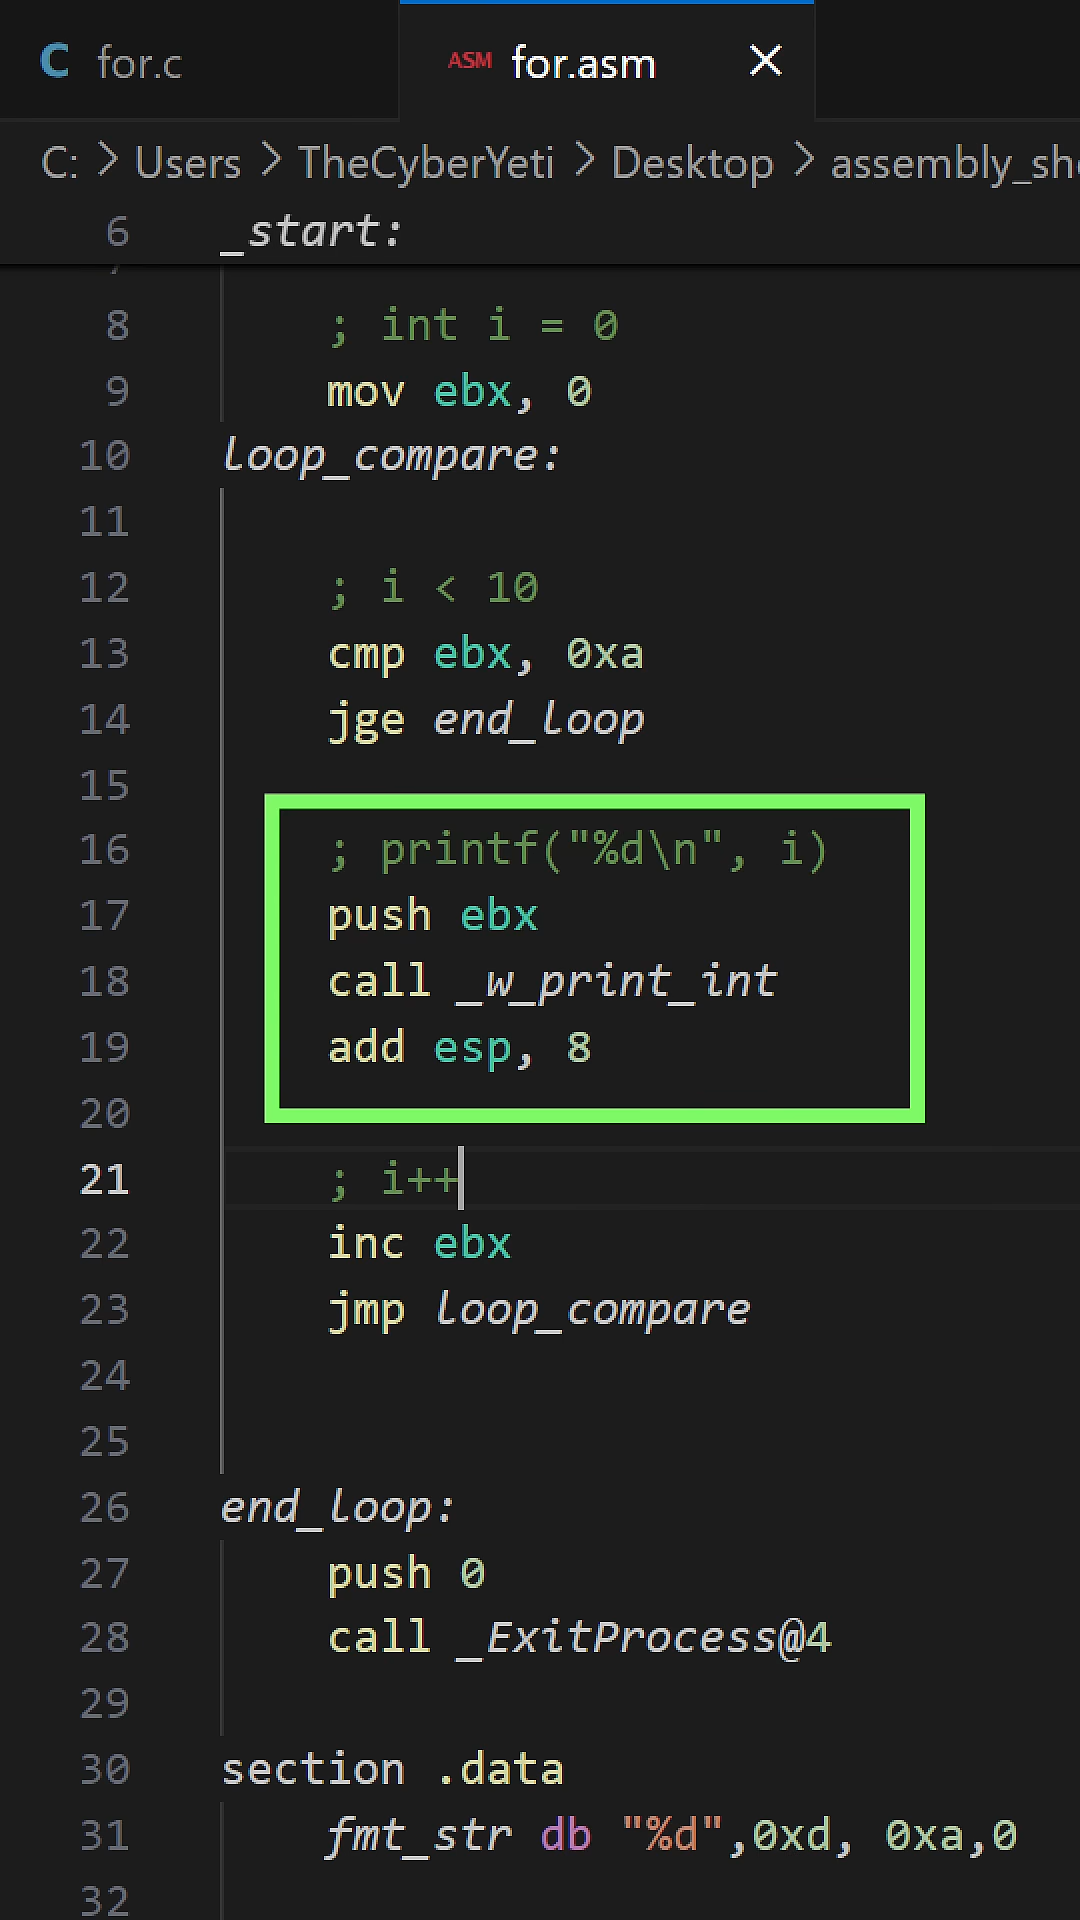 C for.c ASM for.asm
C: > Users > TheCyberYeti > Desktop > assembly_sh
6 _start:
8 ; int i = 0
9 mov ebx, 0
10 loop_compare:
11
12 ; i < 10
13 cmp ebx, 0xa
14 jge end_loop
15
16 ; printf("%d\n", i)
17 push ebx
18 call _w_print_int
19 add esp, 8
20
21 ; i++
22 inc ebx
23 jmp loop_compare
24
25
26 end_loop:
27 push 0
28 call _ExitProcess@4
29
30 section .data
31 fmt_str db "%d",0xd, 0xa,0
32